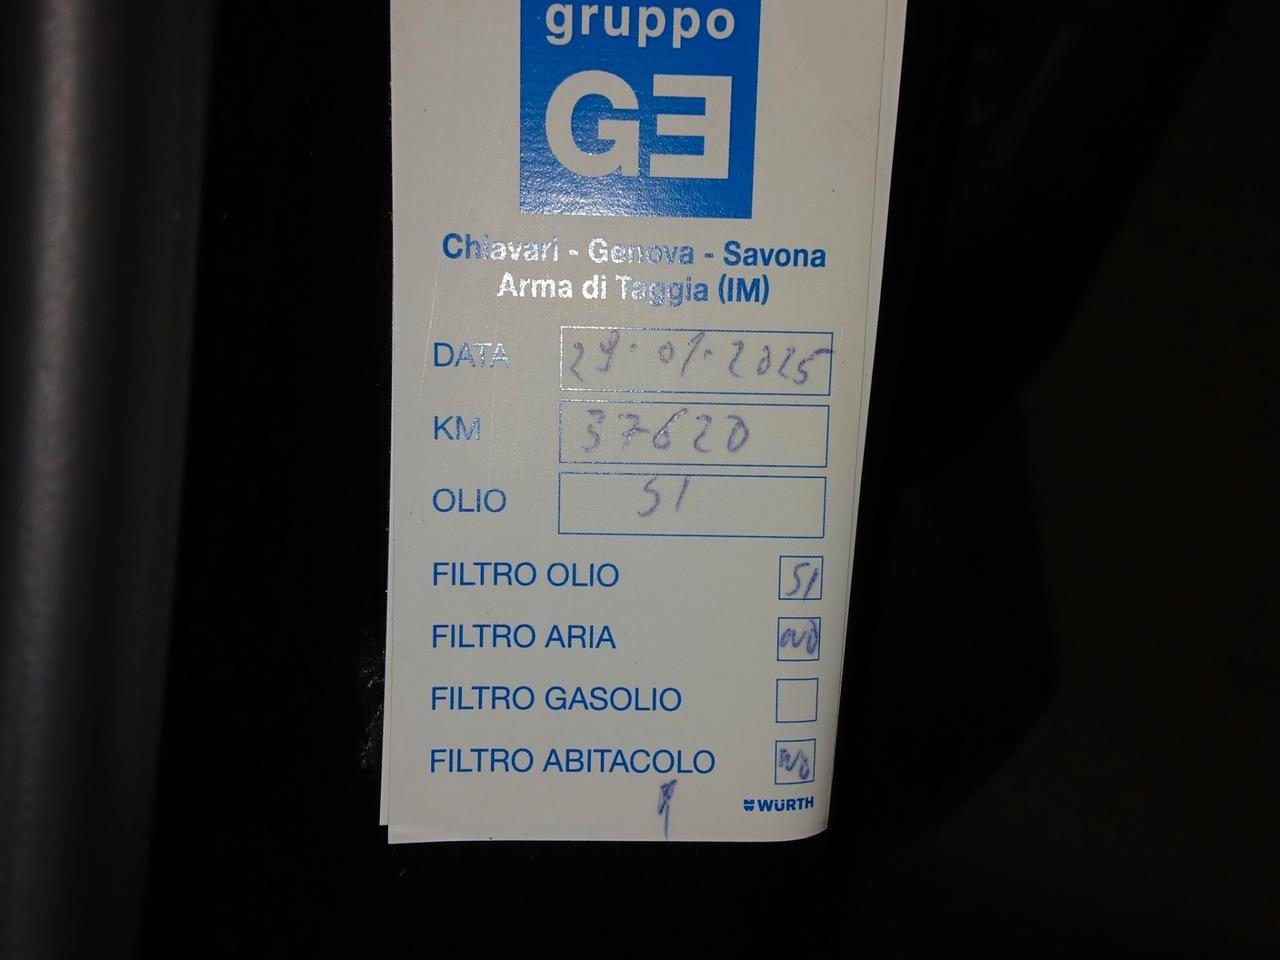 gruppo
GE
Chiavari - Genova - Savona
Arma di Taggia (IM)
DATA 29.01.2025
KM 37620
OLIO SI
FILTRO OLIO SI
FILTRO ARIA NO
FILTRO GASOLIO
FILTRO ABITACOLO NO
WÜRTH